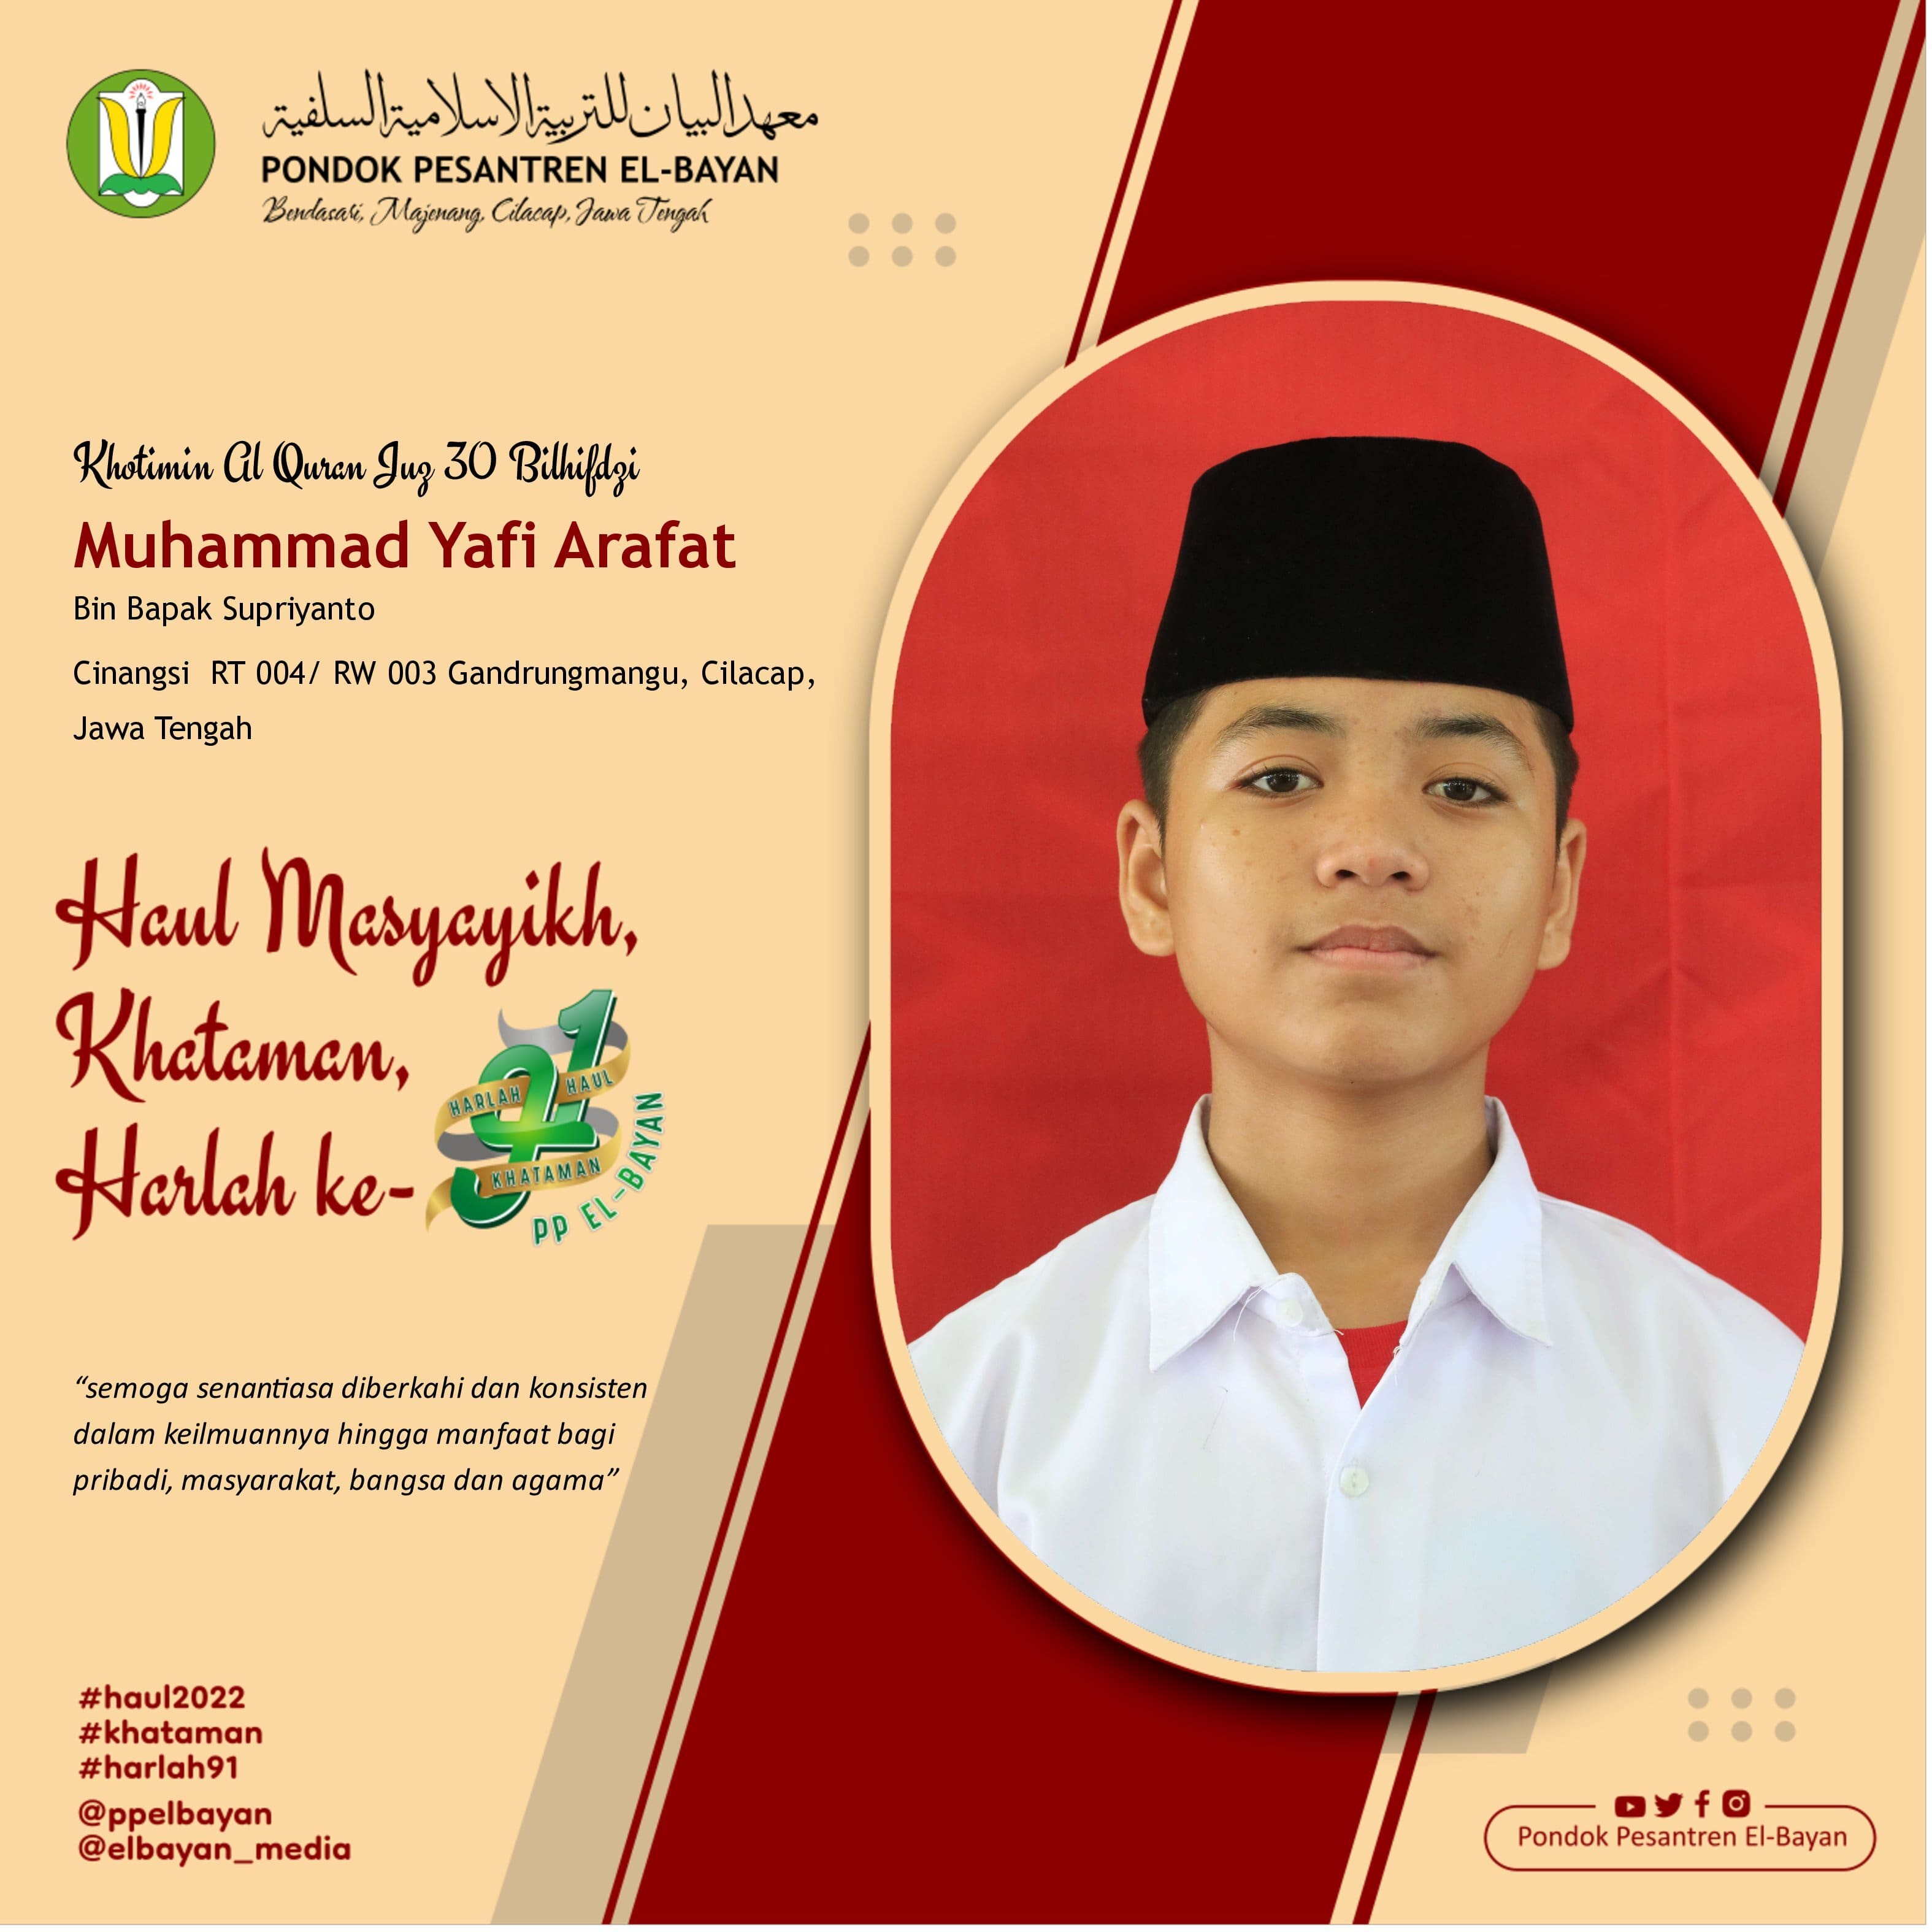 معهد البيان للتربية الاسلامية السلفية
PONDOK PESANTREN EL-BAYAN
Bendasari, Majenang, Cilacap, Jawa Tengah
Khotimin Al Quran Juz 30 Bilhifdzi
Muhammad Yafi Arafat
Bin Bapak Supriyanto
Cinangsi RT 004/ RW 003 Gandrungmangu, Cilacap,
Jawa Tengah
Haul Masyayikh,
Khataman,
Harlah ke-
91
HARLAH HAUL
KHATAMAN
PP EL-BAYAN
“semoga senantiasa diberkahi dan konsisten
dalam keilmuannya hingga manfaat bagi
pribadi, masyarakat, bangsa dan agama”
#haul2022
#khataman
#harlah91
@ppelbayan
@elbayan_media
Pondok Pesantren El-Bayan